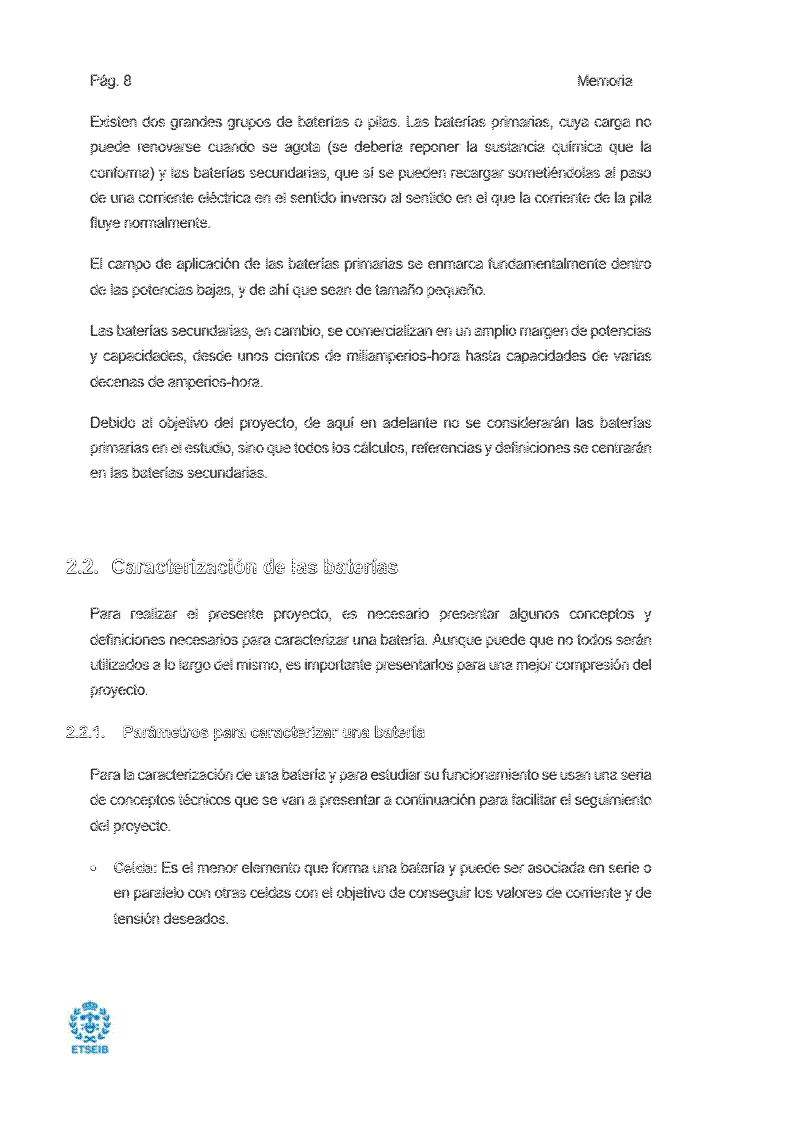 Pág. 8 Memoria
Existen dos grandes grupos de baterías o pilas. Las baterías primarias, cuya carga no
puede renovarse cuando se agota (se debería reponer la sustancia química que la
conforma) y las baterías secundarias, que sí se pueden recargar sometiéndolas al paso
de una corriente eléctrica en el sentido inverso al sentido en el que la corriente de la pila
fluye normalmente.
El campo de aplicación de las baterías primarias se enmarca fundamentalmente dentro
de las potencias bajas, y de ahí que sean de tamaño pequeño.
Las baterías secundarias, en cambio, se comercializan en un amplio margen de potencias
y capacidades, desde unos cientos de miliamperios-hora hasta capacidades de varias
decenas de amperios-hora.
Debido al objetivo del proyecto, de aquí en adelante no se considerarán las baterías
primarias en el estudio, sino que todos los cálculos, referencias y definiciones se centrarán
en las baterías secundarias.
2.2. Caracterización de las baterías
Para realizar el presente proyecto, es necesario presentar algunos conceptos y
definiciones necesarios para caracterizar una batería. Aunque puede que no todos serán
utilizados a lo largo del mismo, es importante presentarlos para una mejor compresión del
proyecto.
2.2.1. Parámetros para caracterizar una batería
Para la caracterización de una batería y para estudiar su funcionamiento se usan una seria
de conceptos técnicos que se van a presentar a continuación para facilitar el seguimiento
del proyecto.
• Celda: Es el menor elemento que forma una batería y puede ser asociada en serie o
en paralelo con otras celdas con el objetivo de conseguir los valores de corriente y de
tensión deseados.
ETSEIB